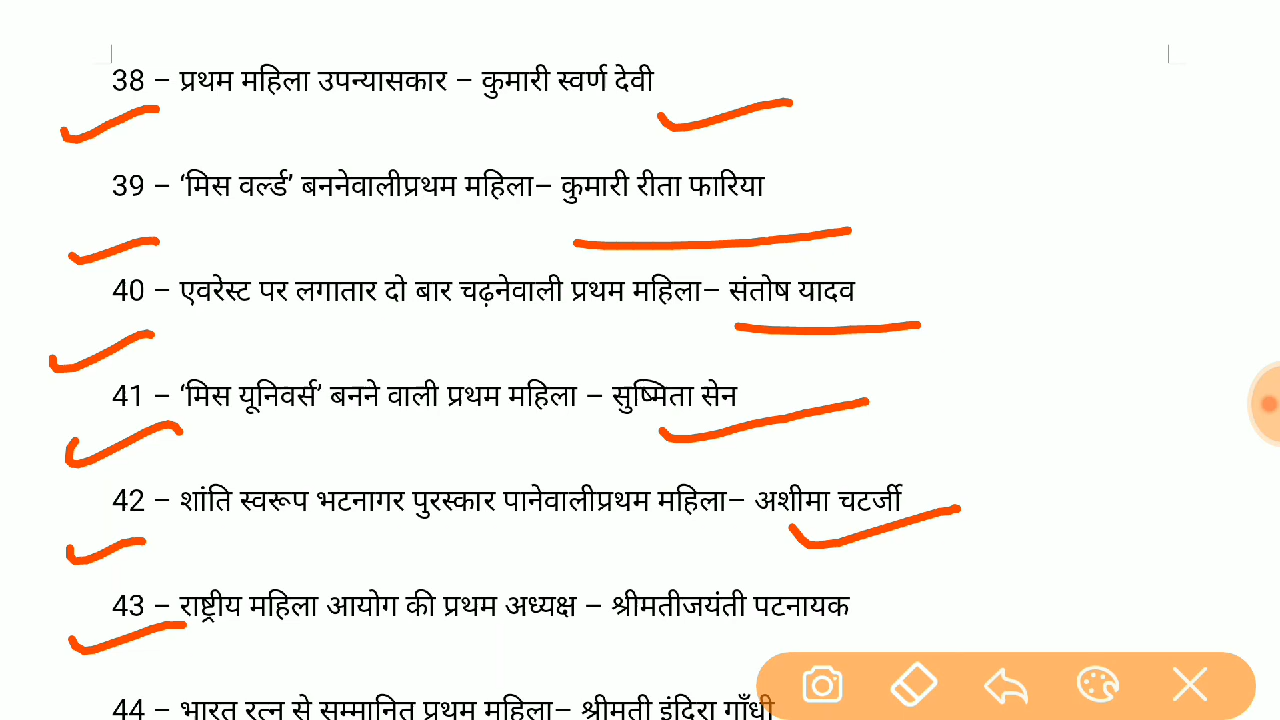 38 – प्रथम महिला उपन्यासकार – कुमारी स्वर्ण देवी
39 – ‘मिस वर्ल्ड’ बननेवालीप्रथम महिला– कुमारी रीता फारिया
40 – एवरेस्ट पर लगातार दो बार चढ़नेवाली प्रथम महिला– संतोष यादव
41 – ‘मिस यूनिवर्स’ बनने वाली प्रथम महिला – सुष्मिता सेन
42 – शांति स्वरूप भटनागर पुरस्कार पानेवालीप्रथम महिला– अशीमा चटर्जी
43 – राष्ट्रीय महिला आयोग की प्रथम अध्यक्ष – श्रीमतीजयंती पटनायक
44 – भारत रत्न से सम्मानित प्रथम महिला– श्रीमती इंदिरा गाँधी